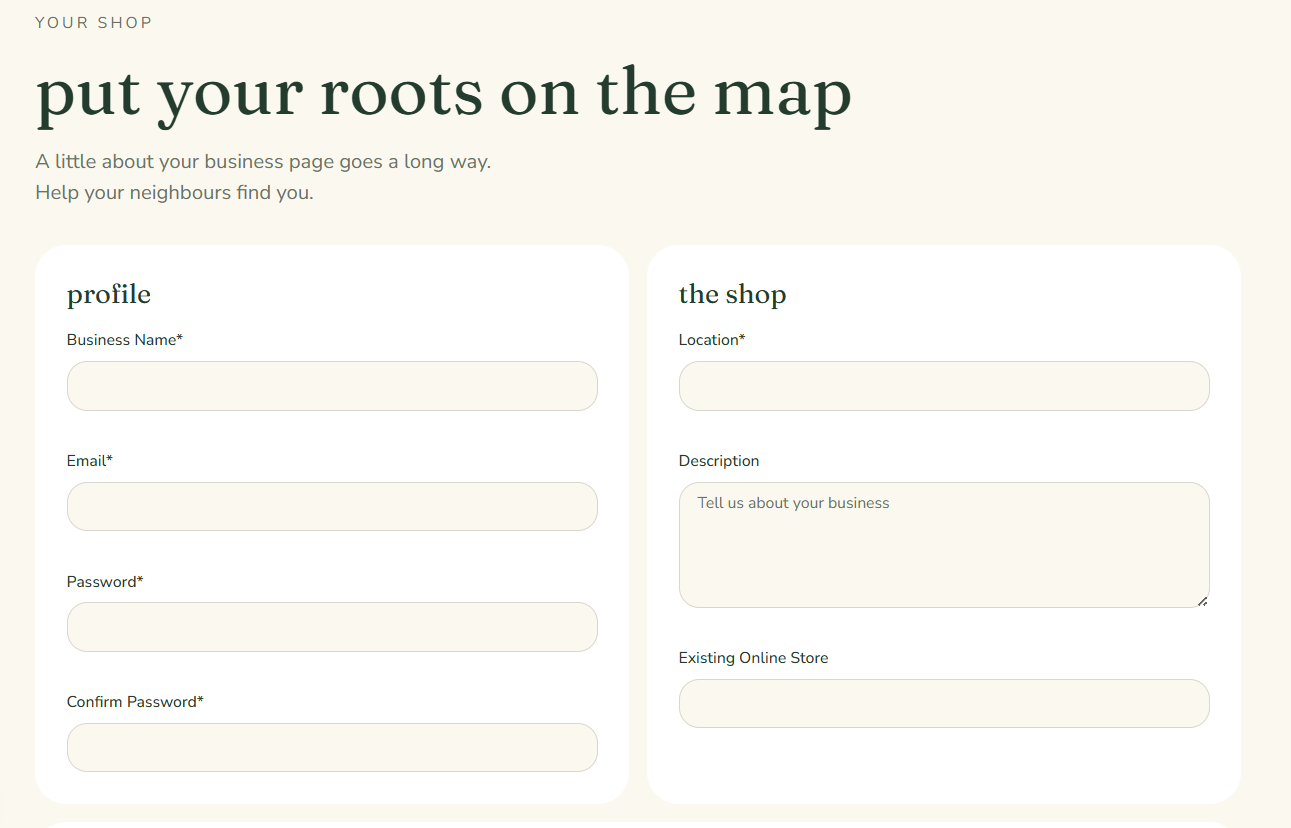 YOUR SHOP
put your roots on the map
A little about your business page goes a long way.
Help your neighbours find you.
profile
Business Name*
Email*
Password*
Confirm Password*
the shop
Location*
Description
Tell us about your business
Existing Online Store